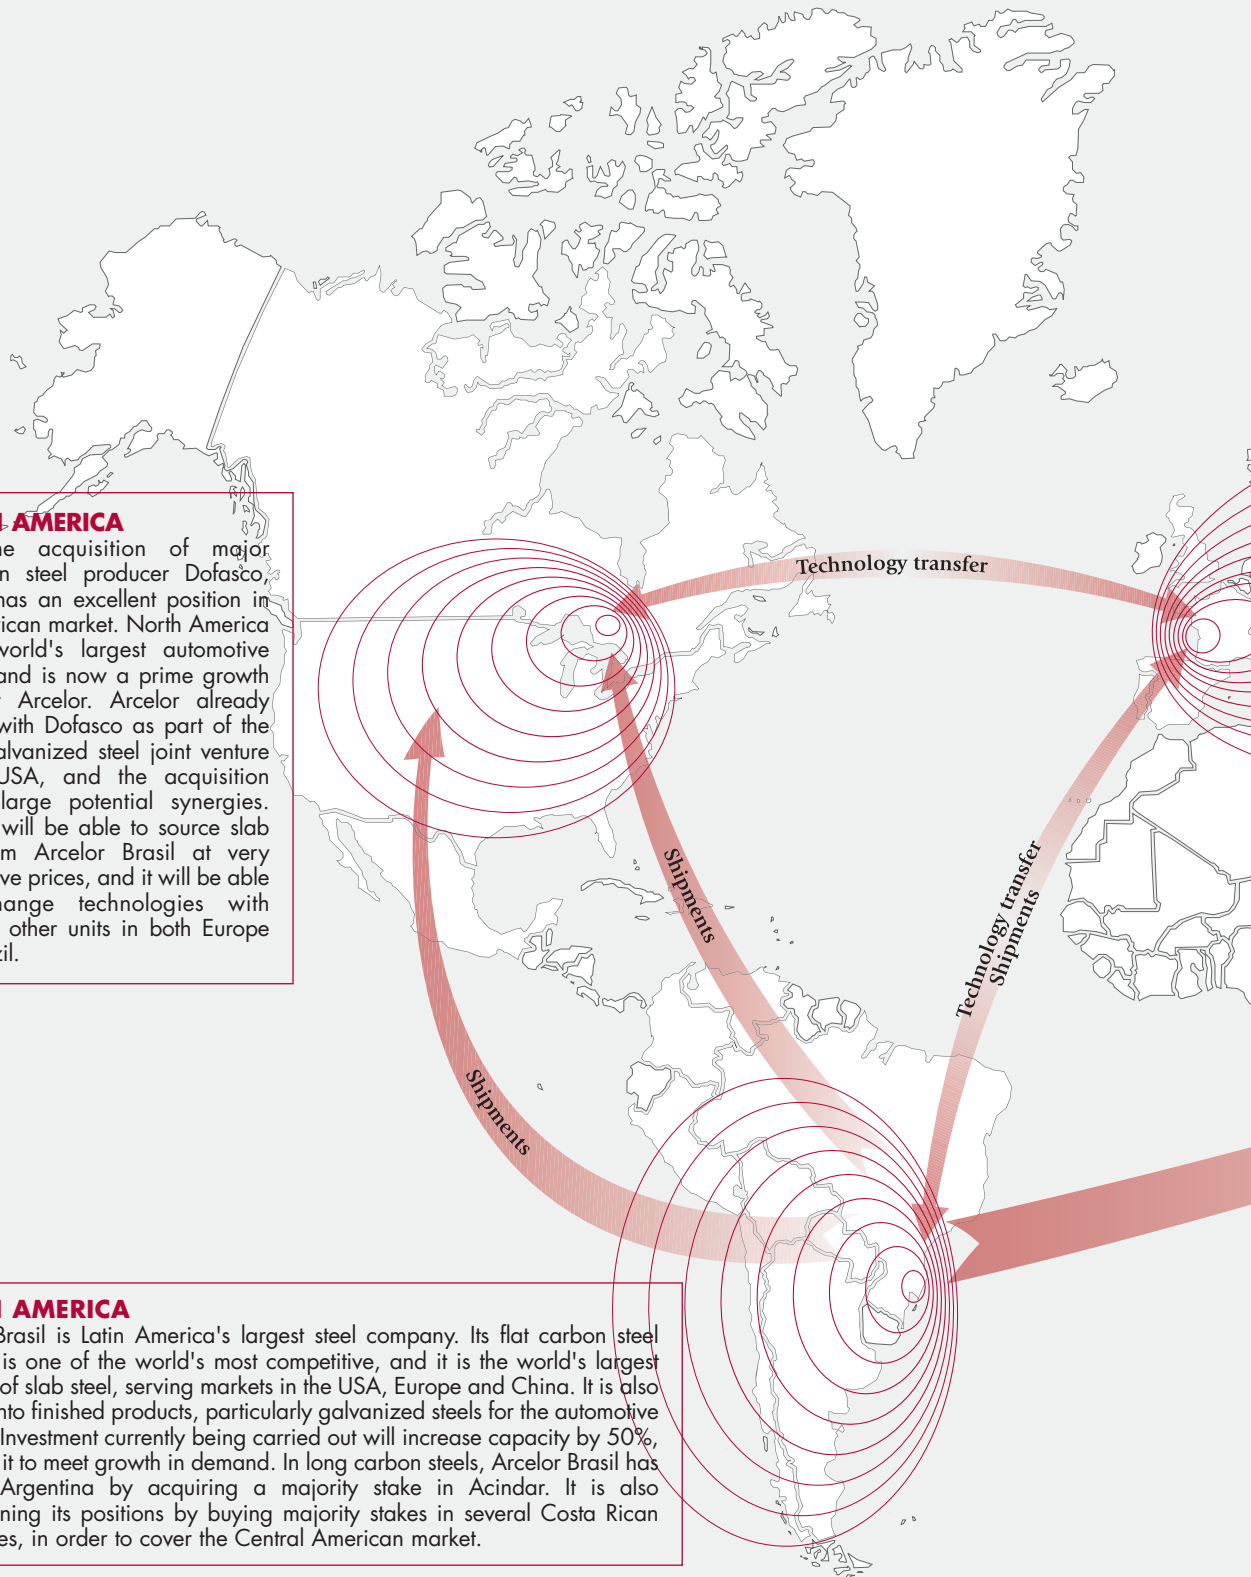 AMERICA
he acquisition of major
n steel producer Dofasco,
has an excellent position in
rican market. North America
world's largest automotive
and is now a prime growth
Arcelor. Arcelor already
with Dofasco as part of the
alvanized steel joint venture
USA, and the acquisition
large potential synergies.
will be able to source slab
m Arcelor Brasil at very
ve prices, and it will be able
hange technologies with
other units in both Europe
zil.
Technology transfer
Shipments
Technology transfer
Shipments
Shipments
AMERICA
Brasil is Latin America's largest steel company. Its flat carbon steel
is one of the world's most competitive, and it is the world's largest
of slab steel, serving markets in the USA, Europe and China. It is also
nto finished products, particularly galvanized steels for the automotive
Investment currently being carried out will increase capacity by 50%,
it to meet growth in demand. In long carbon steels, Arcelor Brasil has
Argentina by acquiring a majority stake in Acindar. It is also
ning its positions by buying majority stakes in several Costa Rican
es, in order to cover the Central American market.